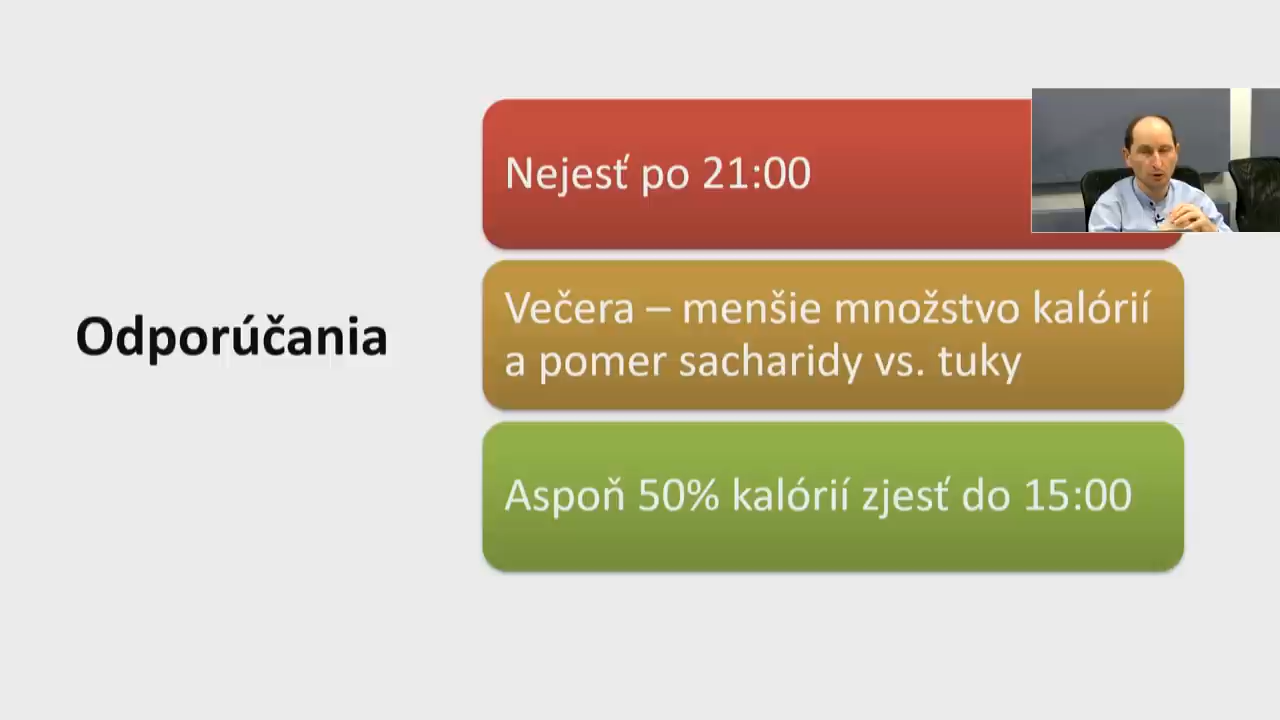 Odporúčania
Nejesť po 21:00
Večera – menšie množstvo kalórií
a pomer sacharidy vs. tuky
Aspoň 50% kalórií zjesť do 15:00